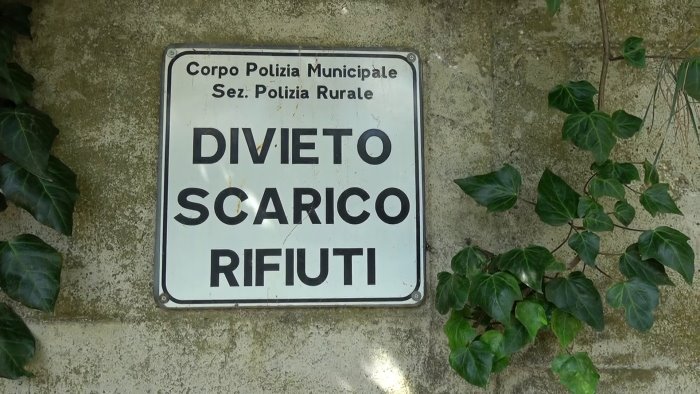 Corpo Polizia Municipale
Sez. Polizia Rurale
DIVIETO
SCARICO
RIFIUTI